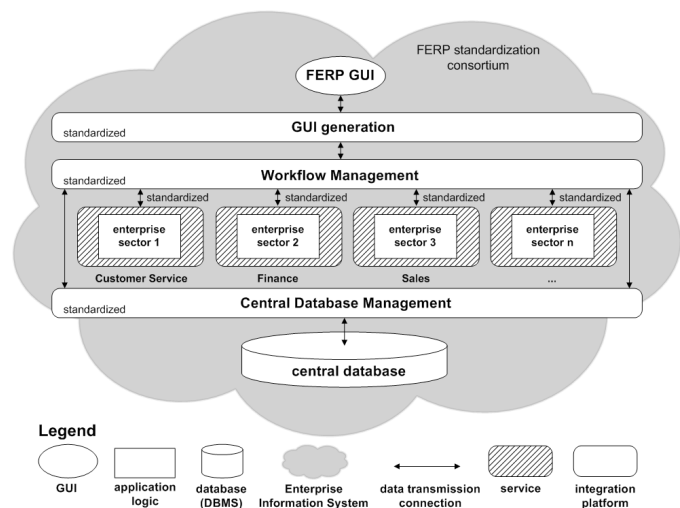 FERP standardization
consortium
FERP GUI
GUI generation
standardized
Workflow Management
standardized
standardized
standardized
standardized
standardized
enterprise
sector 1
enterprise
sector 2
enterprise
sector 3
enterprise
sector n
Customer Service
Finance
Sales
...
Central Database Management
standardized
central database
Legend
GUI
application
logic
database
(DBMS)
Enterprise
Information System
data transmission
connection
service
integration
platform